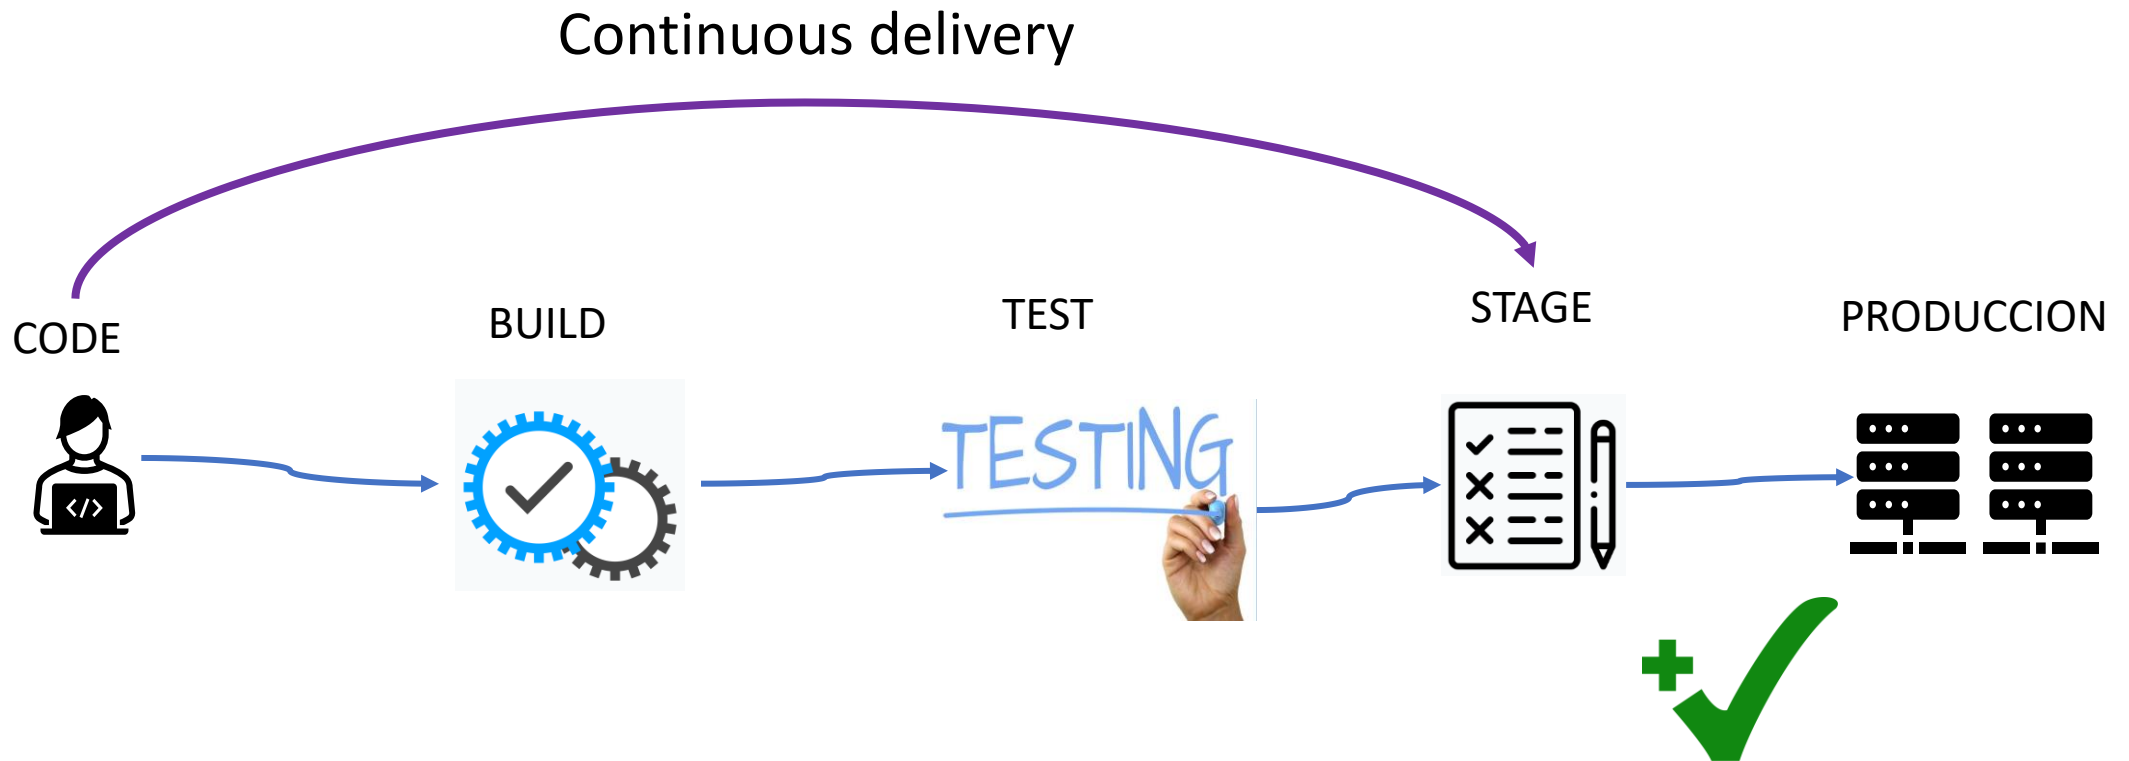 Continuous delivery
CODE
BUILD
TEST
STAGE
PRODUCCION
</>
TESTING